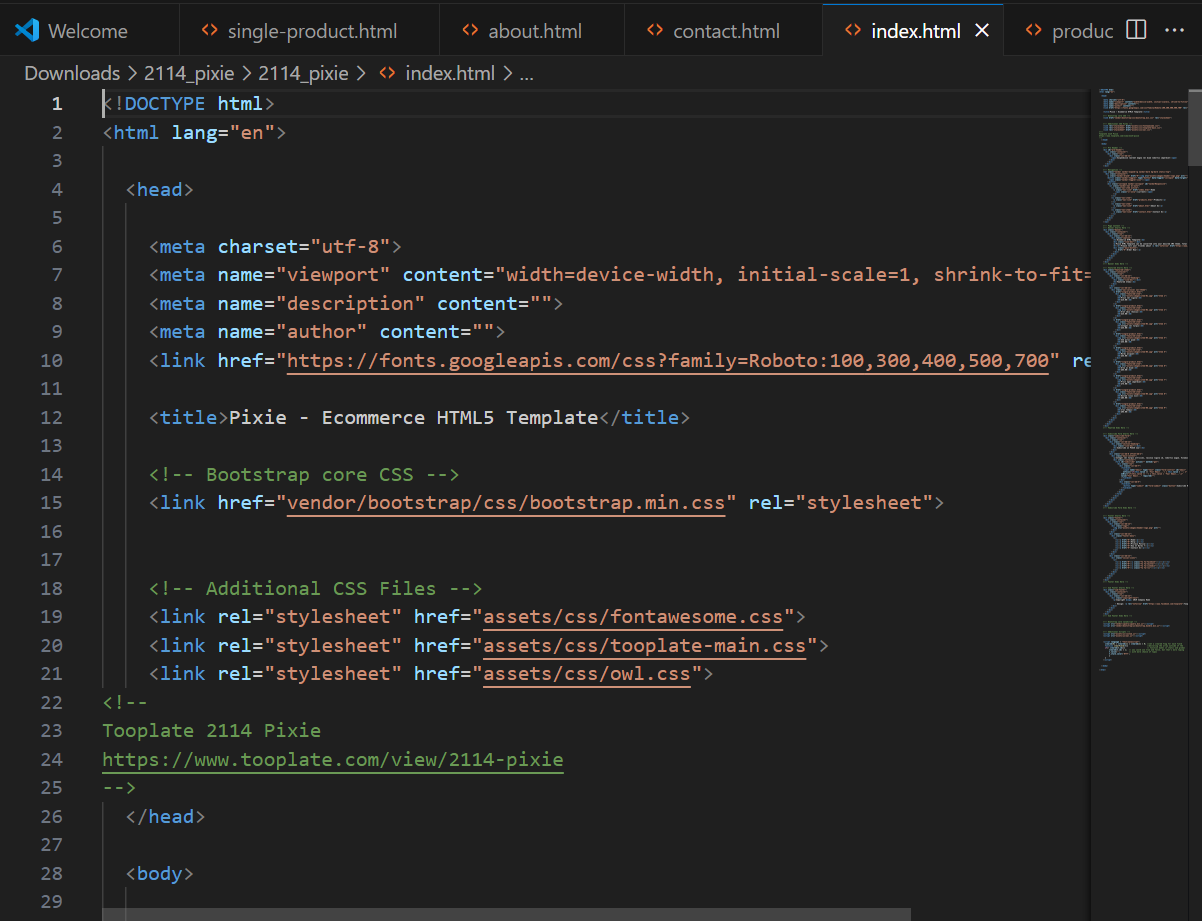 Welcome
single-product.html
about.html
contact.html
index.html
produc
Downloads > 2114_pixie > 2114_pixie > <> index.html > ...
1 <!DOCTYPE html>
2 <html lang="en">
3
4 <head>
5
6 <meta charset="utf-8">
7 <meta name="viewport" content="width=device-width, initial-scale=1, shrink-to-fit=
8 <meta name="description" content="">
9 <meta name="author" content="">
10 <link href="https://fonts.googleapis.com/css?family=Roboto:100,300,400,500,700" re
11
12 <title>Pixie - Ecommerce HTML5 Template</title>
13
14 <!-- Bootstrap core CSS -->
15 <link href="vendor/bootstrap/css/bootstrap.min.css" rel="stylesheet">
16
17
18 <!-- Additional CSS Files -->
19 <link rel="stylesheet" href="assets/css/fontawesome.css">
20 <link rel="stylesheet" href="assets/css/tooplate-main.css">
21 <link rel="stylesheet" href="assets/css/owl.css">
22 <!--
23 Tooplate 2114 Pixie
24 https://www.tooplate.com/view/2114-pixie
25 -->
26 </head>
27
28 <body>
29